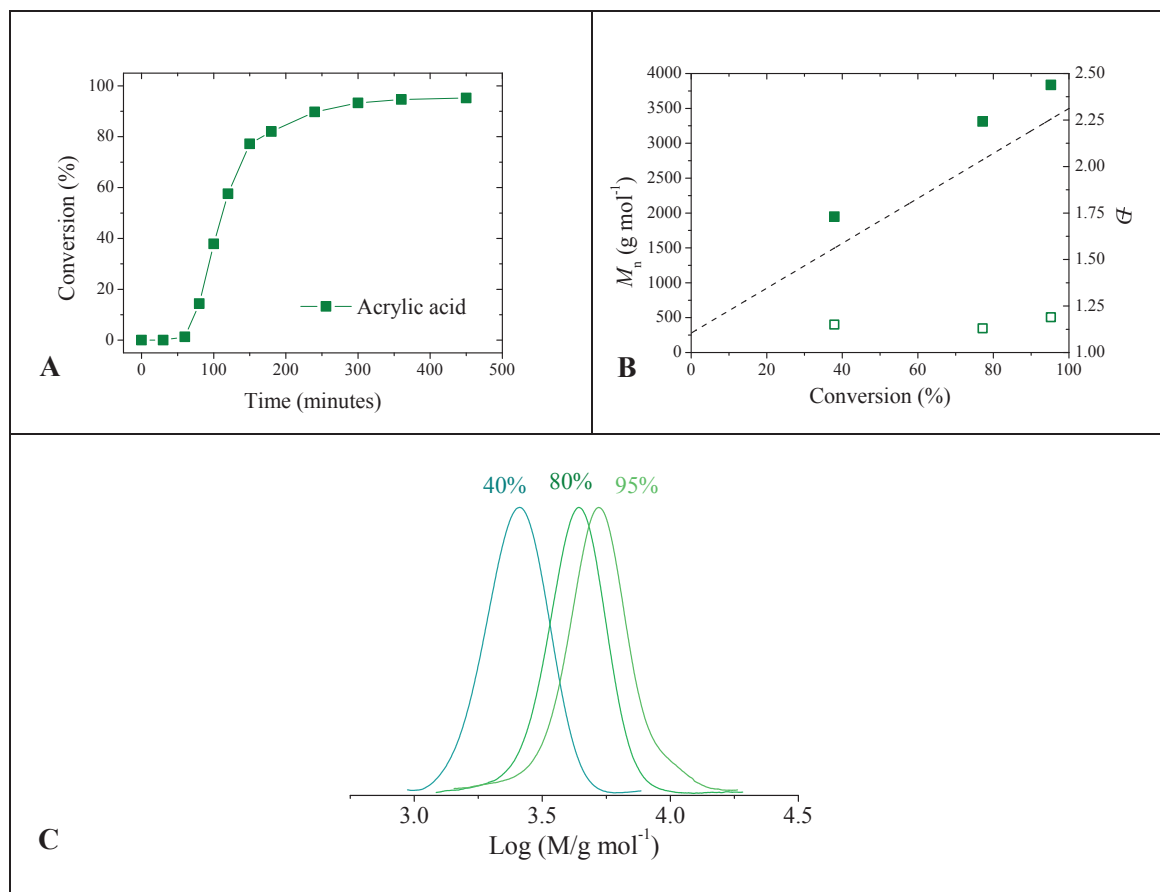 100
80
60
40
20
0
Conversion (%)
0 100 200 300 400 500
Time (minutes)
Acrylic acid
A
4000
3500
3000
2500
2000
1500
1000
500
0
Mn (g mol-1)
2.50
2.25
2.00
1.75
1.50
1.25
1.00
Đ
0 20 40 60 80 100
Conversion (%)
B
40% 80% 95%
3.0 3.5 4.0 4.5
Log (M/g mol-1)
C